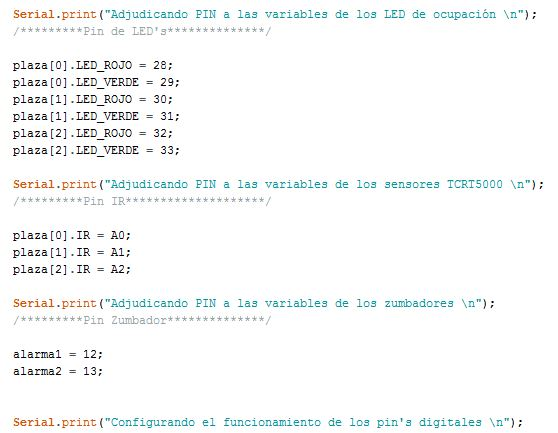 Serial.print("Adjudicando PIN a las variables de los LED de ocupación \n");
/*********Pin de LED's**************/
plaza[0].LED_ROJO = 28;
plaza[0].LED_VERDE = 29;
plaza[1].LED_ROJO = 30;
plaza[1].LED_VERDE = 31;
plaza[2].LED_ROJO = 32;
plaza[2].LED_VERDE = 33;
Serial.print("Adjudicando PIN a las variables de los sensores TCRT5000 \n");
/*********Pin IR********************/
plaza[0].IR = A0;
plaza[1].IR = A1;
plaza[2].IR = A2;
Serial.print("Adjudicando PIN a las variables de los zumbadores \n");
/*********Pin Zumbador**************/
alarma1 = 12;
alarma2 = 13;
Serial.print("Configurando el funcionamiento de los pin's digitales \n");